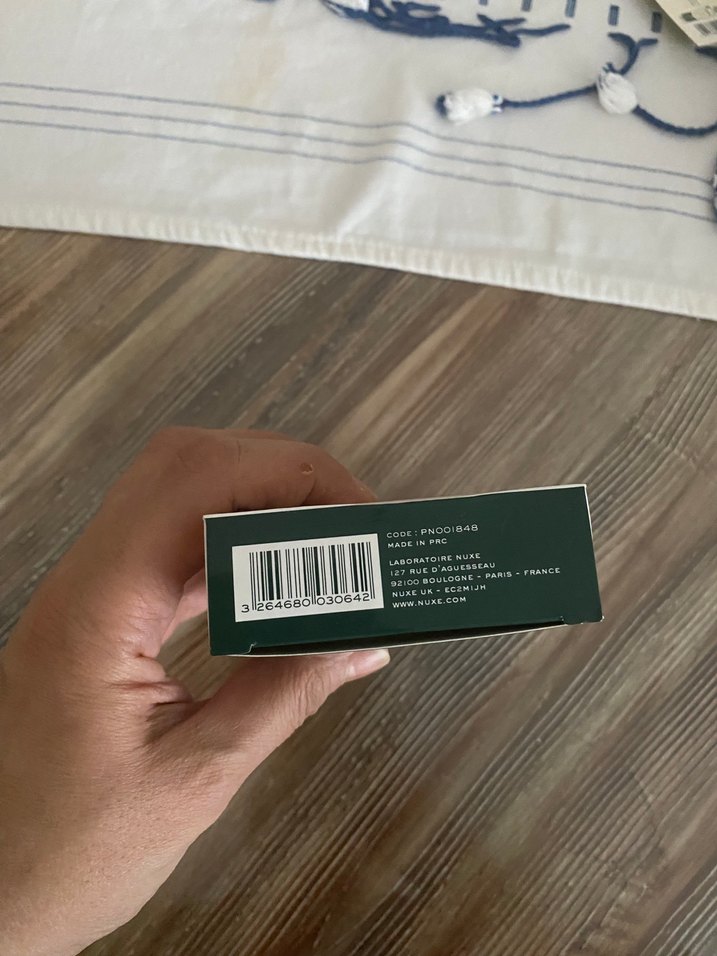 CODE : PN001848
MADE IN PRC
LABORATOIRE NUXE
127 RUE D'AGUESSEAU
92100 BOULOGNE - PARIS - FRANCE
NUXE UK - EC2M1JH
WWW.NUXE.COM
3 264680 030642